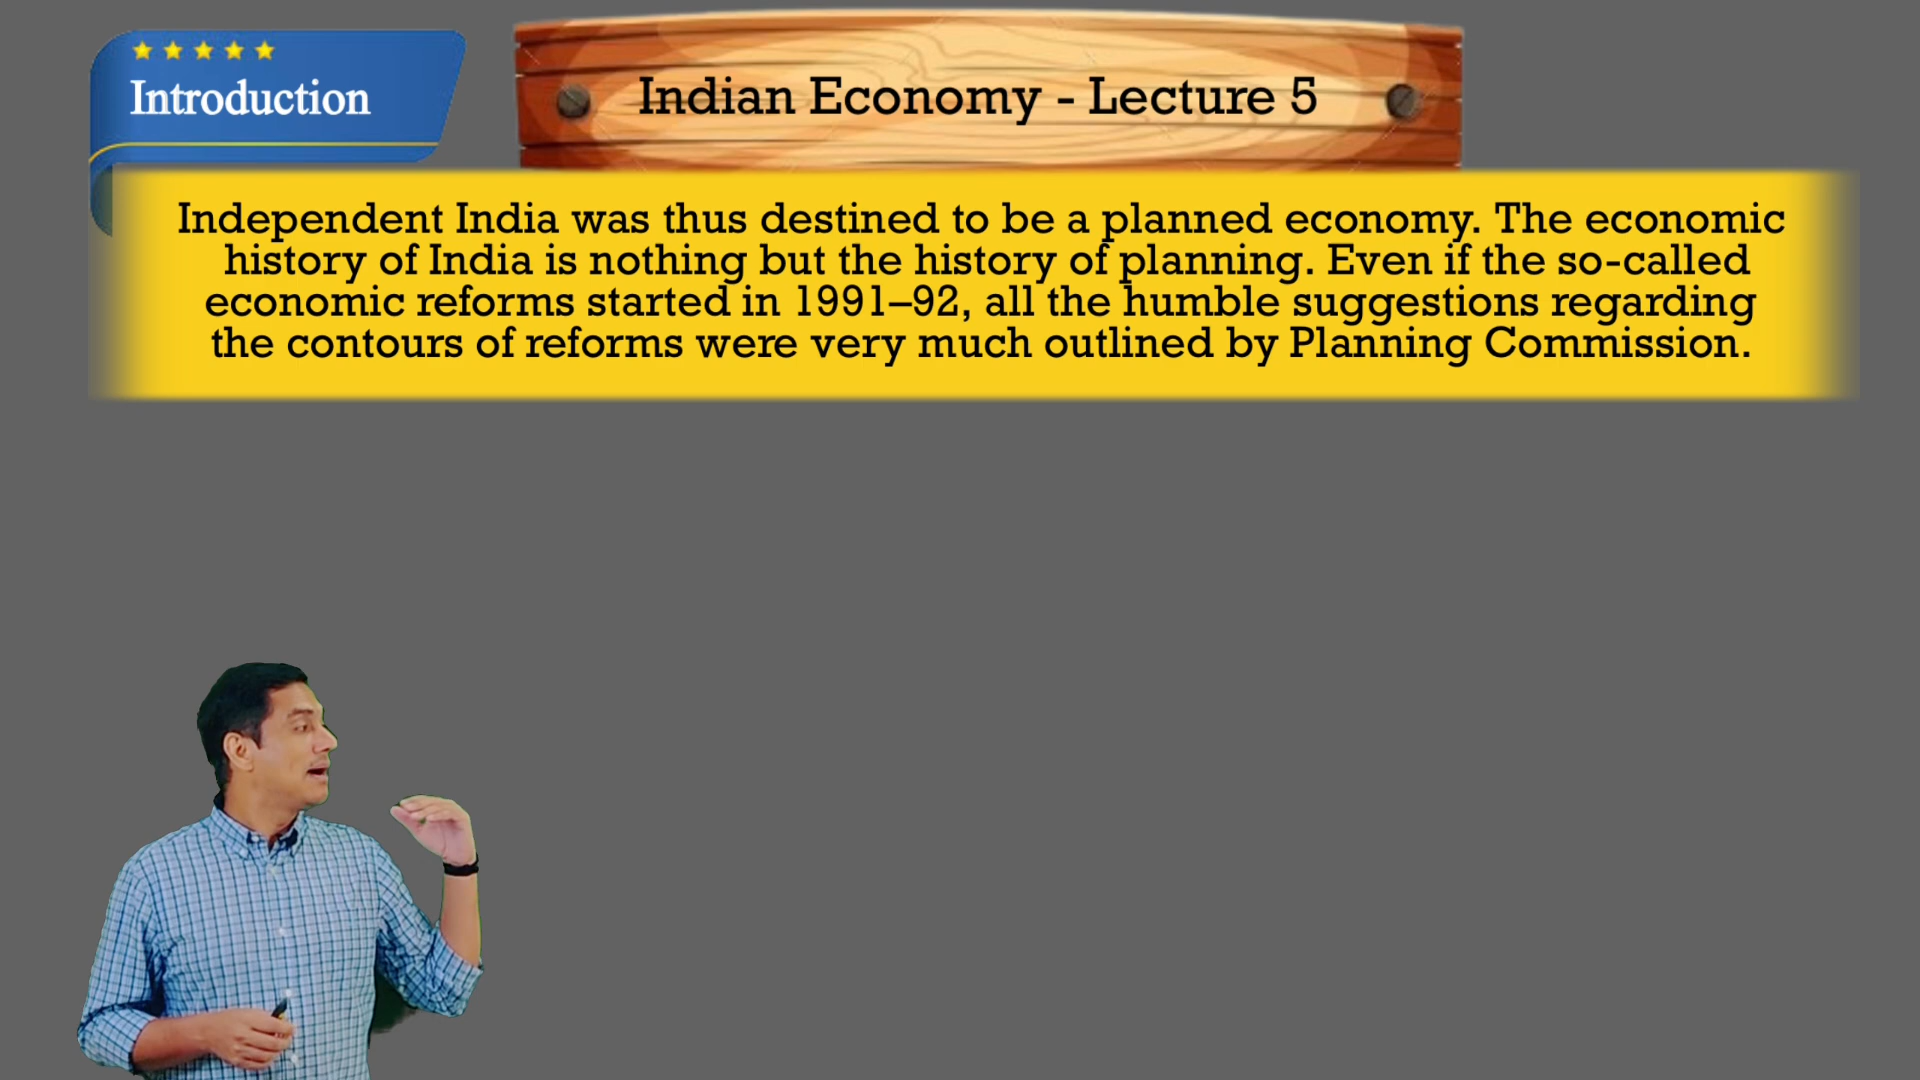 Introduction
Indian Economy - Lecture 5
Independent India was thus destined to be a planned economy. The economic
history of India is nothing but the history of planning. Even if the so-called
economic reforms started in 1991–92, all the humble suggestions regarding
the contours of reforms were very much outlined by Planning Commission.